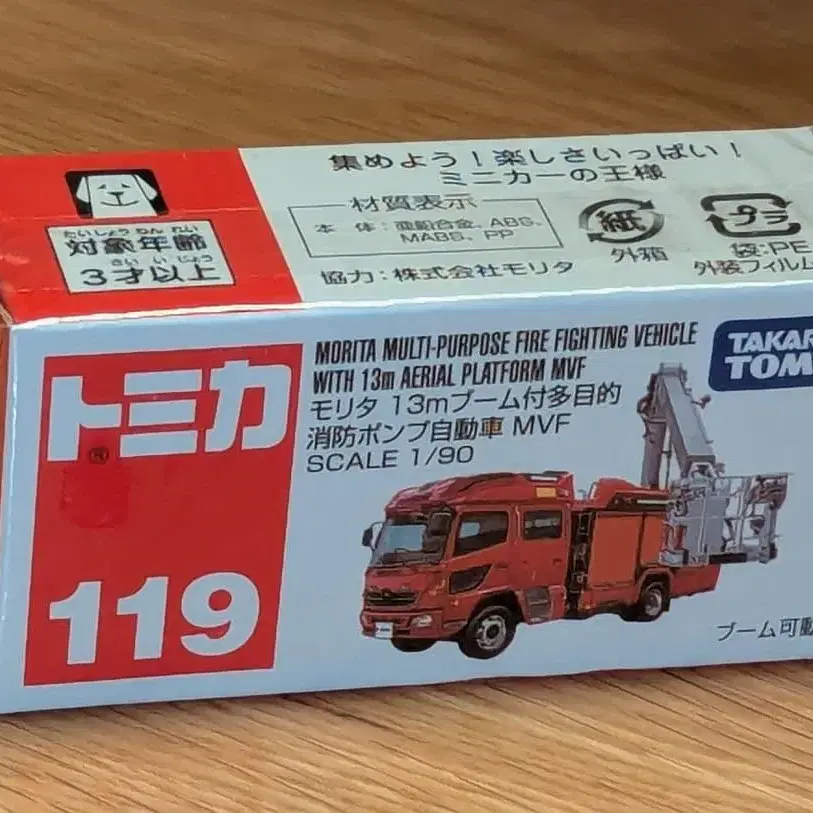 集めよう！楽しさいっぱい！
ミニカーの王様
たいしょうねんれい
対象年齢
さいいじょう
3才以上
材質表示
本体：亜鉛合金、ABS、
MABS、PP
協力：株式会社モリタ
紙
外箱
プラ
袋:PE
外装フィルム
トミカ
®
119
MORITA MULTI-PURPOSE FIRE FIGHTING VEHICLE
WITH 13m AERIAL PLATFORM MVF
モリタ 13mブーム付多目的
消防ポンプ自動車 MVF
SCALE 1/90
TAKAR
TOM
ブーム可動